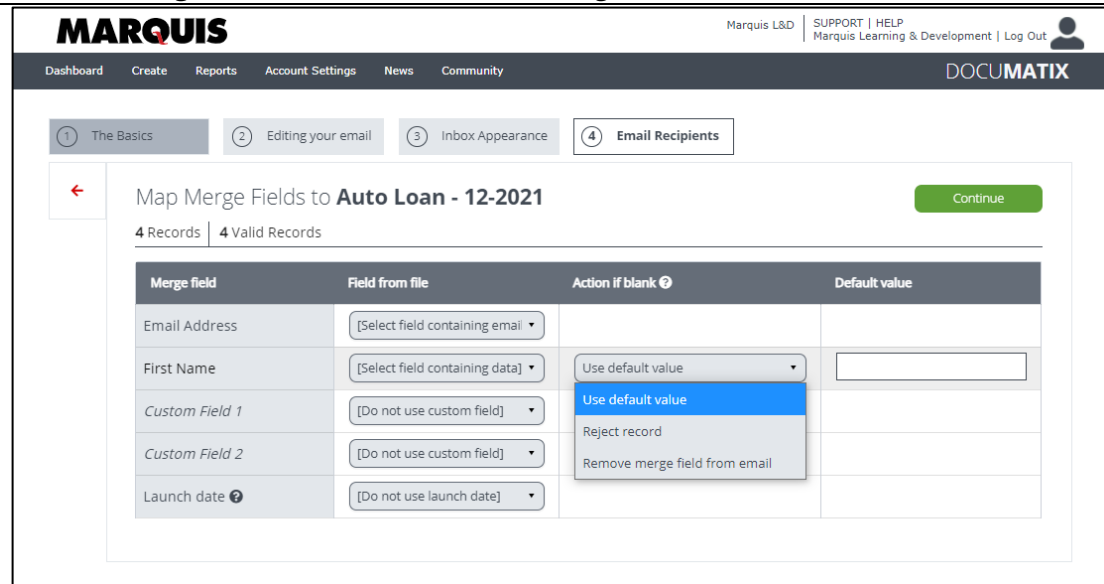 MARQUIS
Marquis L&D
SUPPORT | HELP
Marquis Learning & Development | Log Out
Dashboard Create Reports Account Settings News Community
DOCUMATIX
1 The Basics
2 Editing your email
3 Inbox Appearance
4 Email Recipients
Map Merge Fields to Auto Loan - 12-2021
Continue
4 Records | 4 Valid Records
Merge field Field from file Action if blank ? Default value
Email Address [Select field containing email
First Name [Select field containing data] Use default value
Use default value
Custom Field 1 [Do not use custom field]
Reject record
Custom Field 2 [Do not use custom field]
Remove merge field from email
Launch date ? [Do not use launch date]